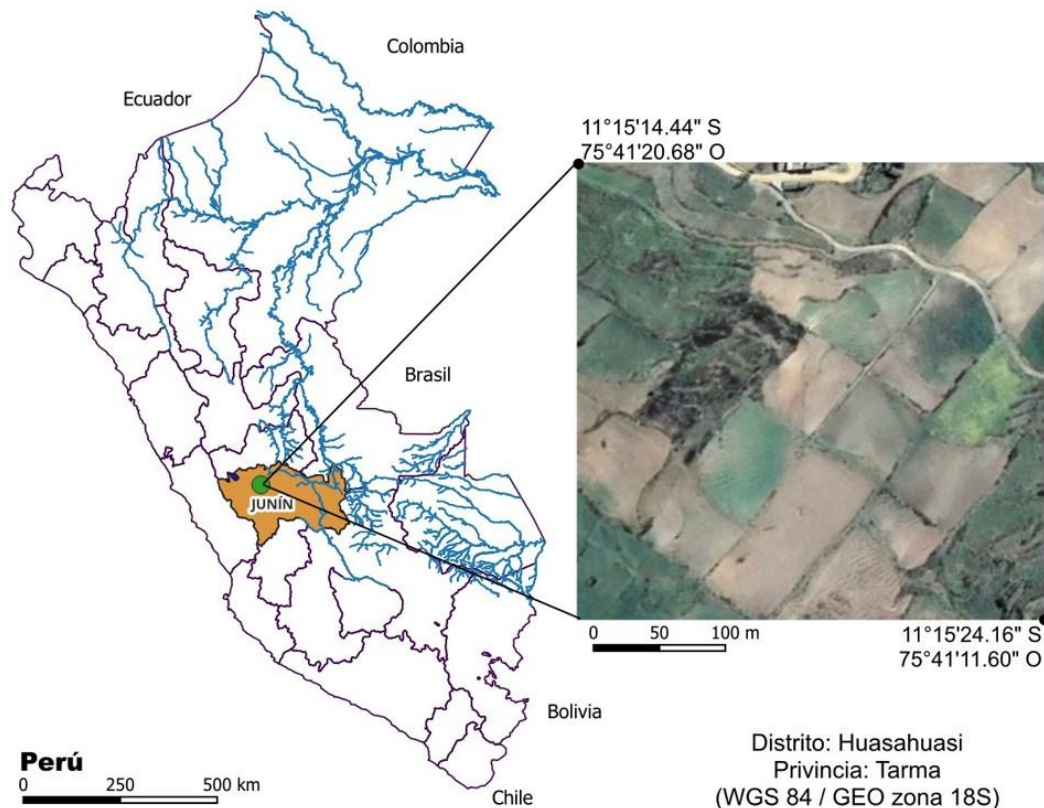 Colombia
Ecuador
11°15'14.44" S
75°41'20.68" O
Brasil
JUNÍN
0 50 100 m
11°15'24.16" S
75°41'11.60" O
Bolivia
Perú
0 250 500 km
Chile
Distrito: Huasahuasi
Privincia: Tarma
(WGS 84 / GEO zona 18S)